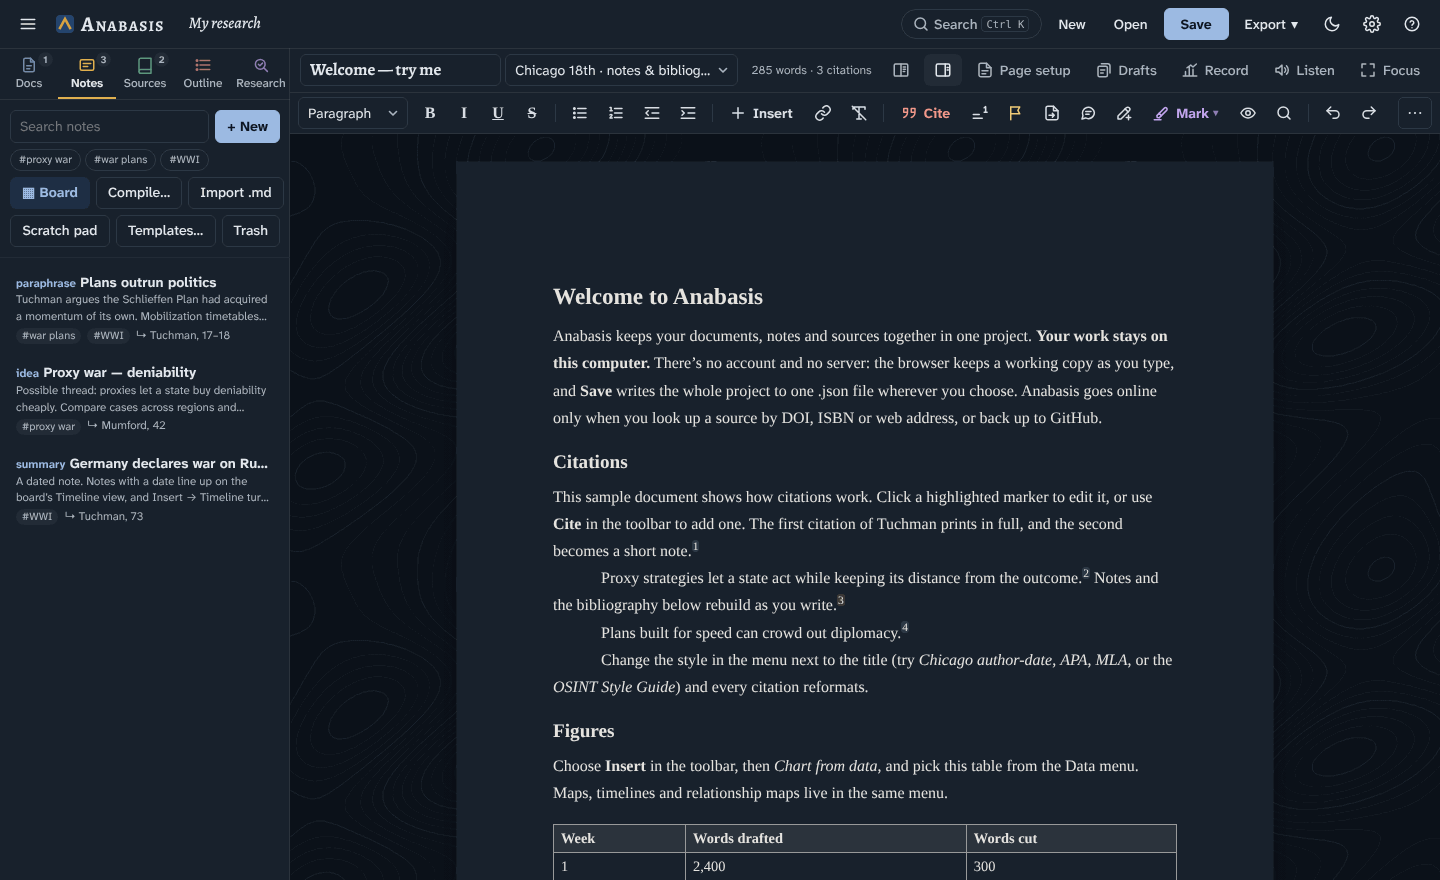 Anabasis
My research
Search Ctrl K
New
Open
Save
Export ▾
Docs 1
Notes 3
Sources 2
Outline
Research
Welcome — try me
Chicago 18th · notes & bibliog...
285 words · 3 citations
Page setup
Drafts
Record
Listen
Focus
Search notes
+ New
#proxy war
#war plans
#WWI
Board
Compile...
Import .md
Scratch pad
Templates...
Trash
Paragraph
B
I
U
S
Insert
Cite
Mark ▾
paraphrase Plans outrun politics
Tuchman argues the Schlieffen Plan had acquired
a momentum of its own. Mobilization timetables...
#war plans #WWI ↪ Tuchman, 17–18
idea Proxy war — deniability
Possible thread: proxies let a state buy deniability
cheaply. Compare cases across regions and...
#proxy war ↪ Mumford, 42
summary Germany declares war on Ru...
A dated note. Notes with a date line up on the
board's Timeline view, and Insert → Timeline tur...
#WWI ↪ Tuchman, 73
Welcome to Anabasis
Anabasis keeps your documents, notes and sources together in one project. Your work stays on
this computer. There’s no account and no server: the browser keeps a working copy as you type,
and Save writes the whole project to one .json file wherever you choose. Anabasis goes online
only when you look up a source by DOI, ISBN or web address, or back up to GitHub.
Citations
This sample document shows how citations work. Click a highlighted marker to edit it, or use
Cite in the toolbar to add one. The first citation of Tuchman prints in full, and the second
becomes a short note.1
Proxy strategies let a state act while keeping its distance from the outcome.2 Notes and
the bibliography below rebuild as you write.3
Plans built for speed can crowd out diplomacy.4
Change the style in the menu next to the title (try Chicago author-date, APA, MLA, or the
OSINT Style Guide) and every citation reformats.
Figures
Choose Insert in the toolbar, then Chart from data, and pick this table from the Data menu.
Maps, timelines and relationship maps live in the same menu.
Week Words drafted Words cut
1 2,400 300